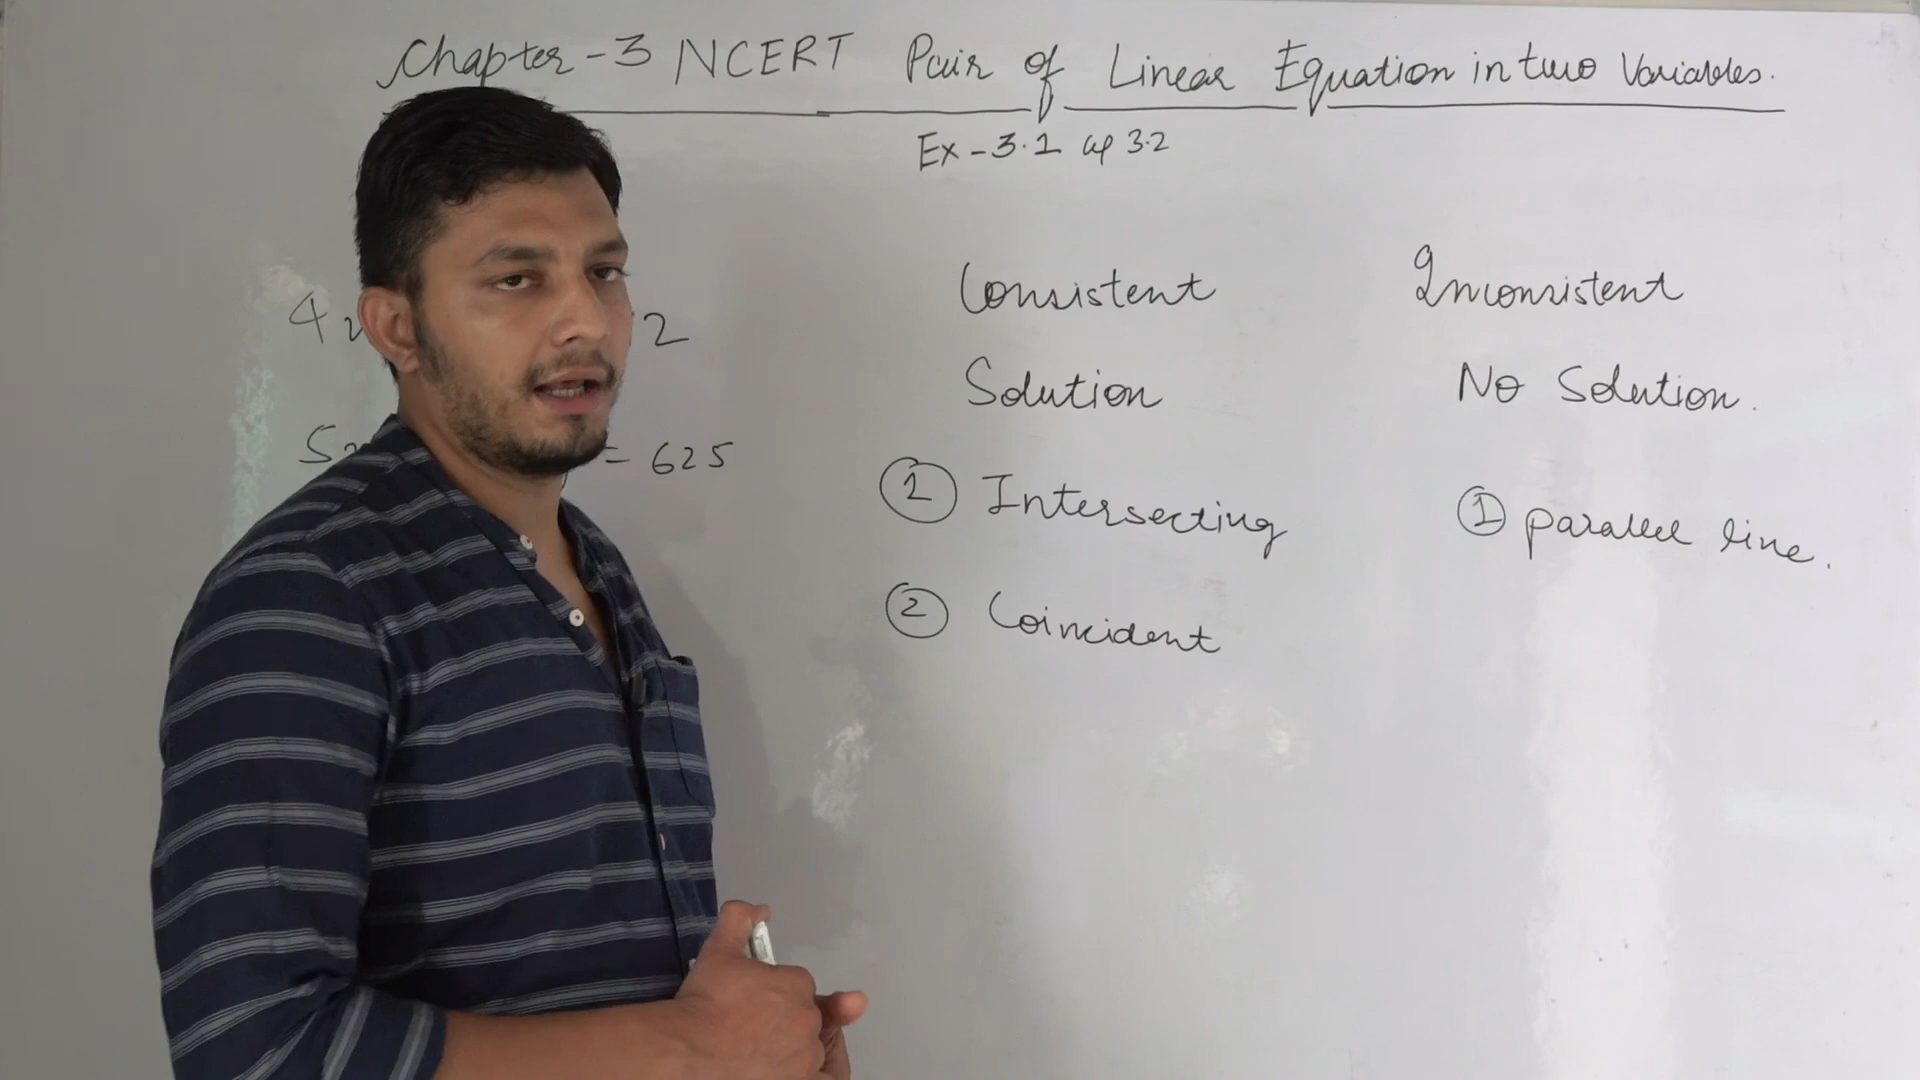 Chapter-3 NCERT Pair of Linear Equation in two Variables.
Ex-3.1 & 3.2
Consistent Inconsistent
4 2
Solution No Solution.
5 = 625
① Intersecting ① parallel line.
② Coincident